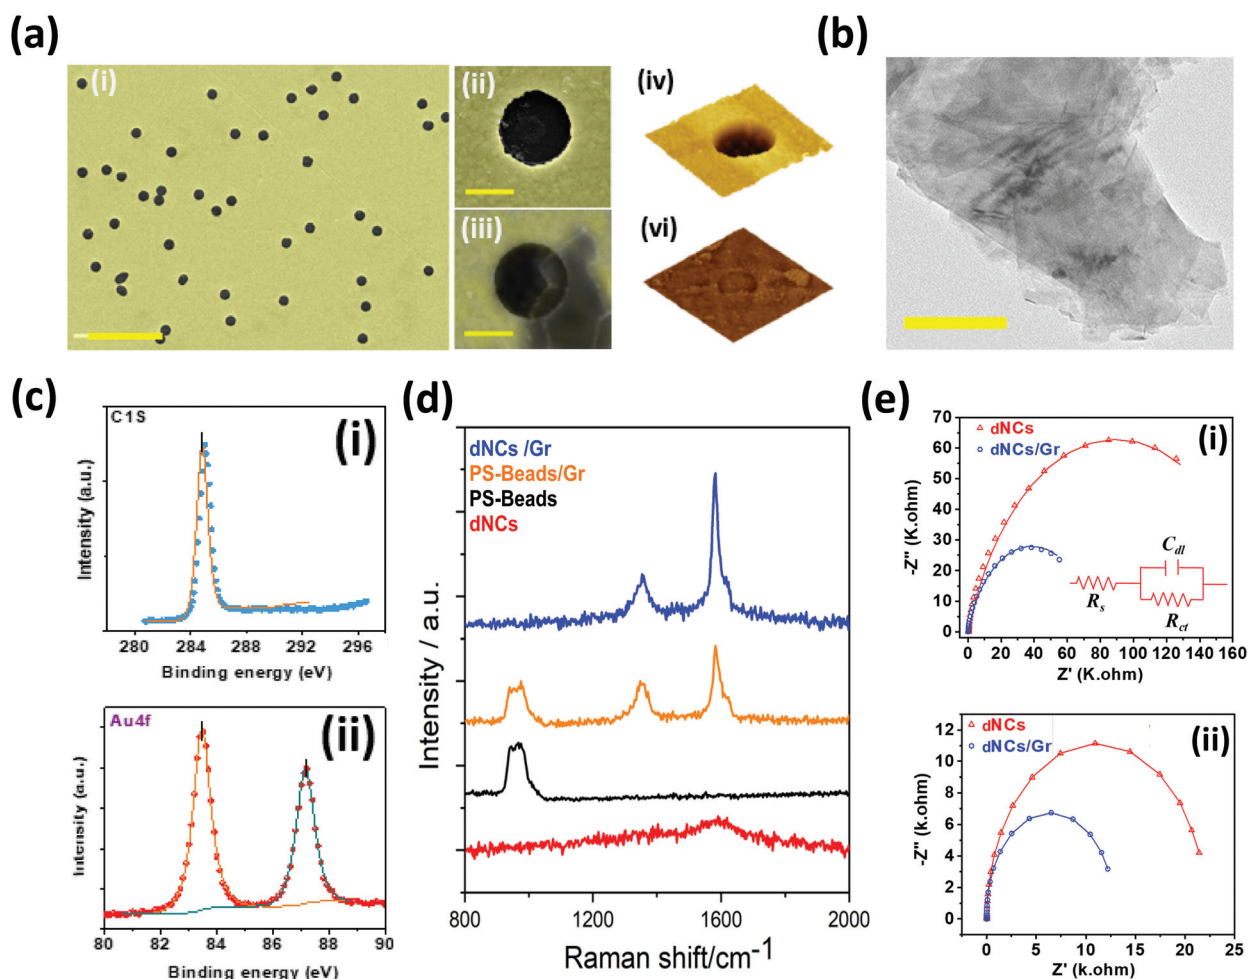 (a)
(i)
(ii)
(iii)
(iv)
(vi)
(b)
(c)
C1S
(i)
Intensity (a.u.)
280 284 288 292 296
Binding energy (eV)
Au4f
(ii)
Intensity (a.u.)
80 82 84 86 88 90
Binding energy (eV)
(d)
dNCs /Gr
PS-Beads/Gr
PS-Beads
dNCs
Intensity / a.u.
800 1200 1600 2000
Raman shift/cm-1
(e)
(i)
dNCs
dNCs/Gr
-Z" (K.ohm)
70
60
50
40
30
20
10
0
Cdl
Rs
Rct
0 20 40 60 80 100 120 140 160
Z' (K.ohm)
(ii)
dNCs
dNCs/Gr
-Z" (k.ohm)
12
10
8
6
4
2
0
0 5 10 15 20 25
Z' (k.ohm)